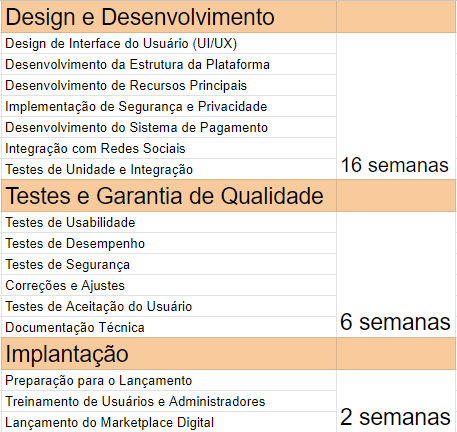 Design e Desenvolvimento
Design de Interface do Usuário (UI/UX)
Desenvolvimento da Estrutura da Plataforma
Desenvolvimento de Recursos Principais
Implementação de Segurança e Privacidade
Desenvolvimento do Sistema de Pagamento
Integração com Redes Sociais
Testes de Unidade e Integração
16 semanas
Testes e Garantia de Qualidade
Testes de Usabilidade
Testes de Desempenho
Testes de Segurança
Correções e Ajustes
Testes de Aceitação do Usuário
Documentação Técnica
6 semanas
Implantação
Preparação para o Lançamento
Treinamento de Usuários e Administradores
Lançamento do Marketplace Digital
2 semanas